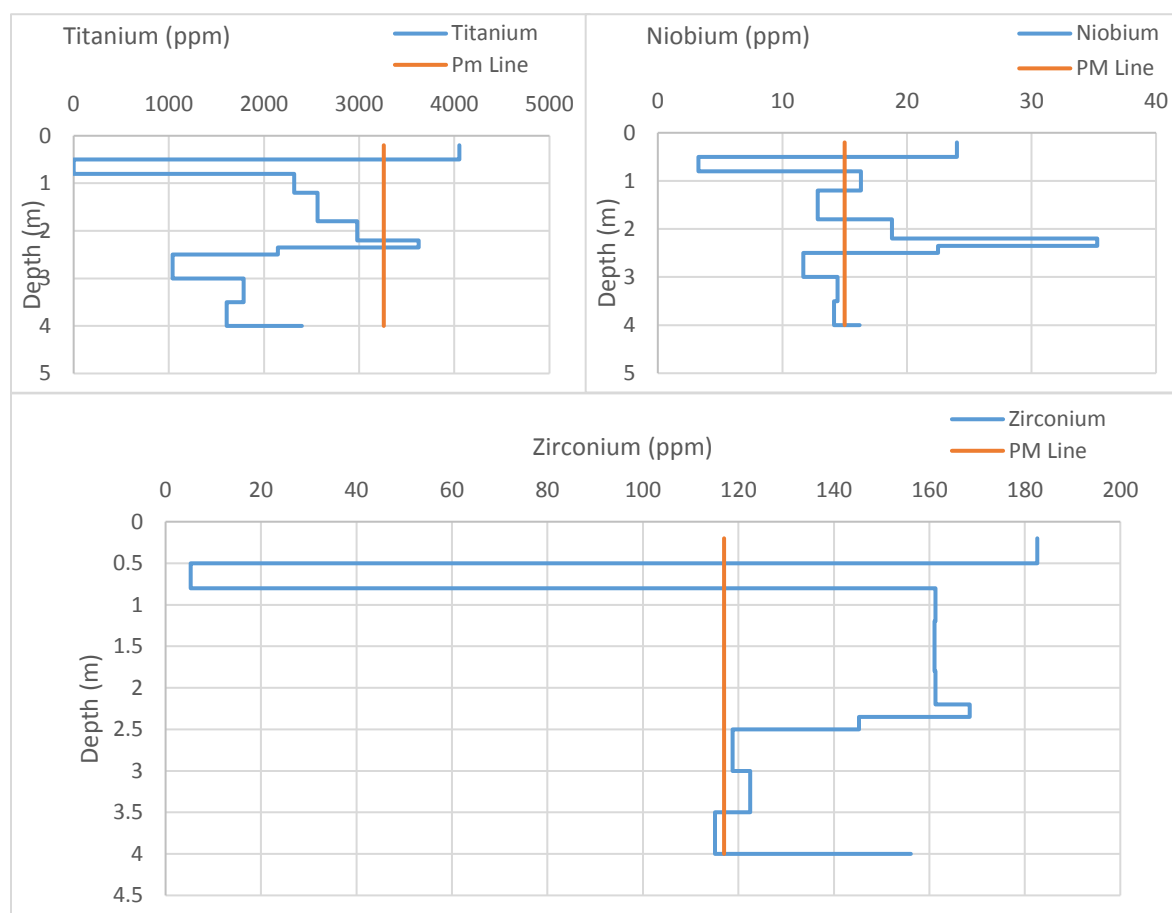 Titanium (ppm)
Titanium
Pm Line
0 1000 2000 3000 4000 5000
0
1
2
3
4
5
Depth (m)
Niobium (ppm)
Niobium
PM Line
0 10 20 30 40
0
1
2
3
4
5
Depth (m)
Zirconium
PM Line
Zirconium (ppm)
0 20 40 60 80 100 120 140 160 180 200
0
0.5
1
1.5
2
2.5
3
3.5
4
4.5
Depth (m)